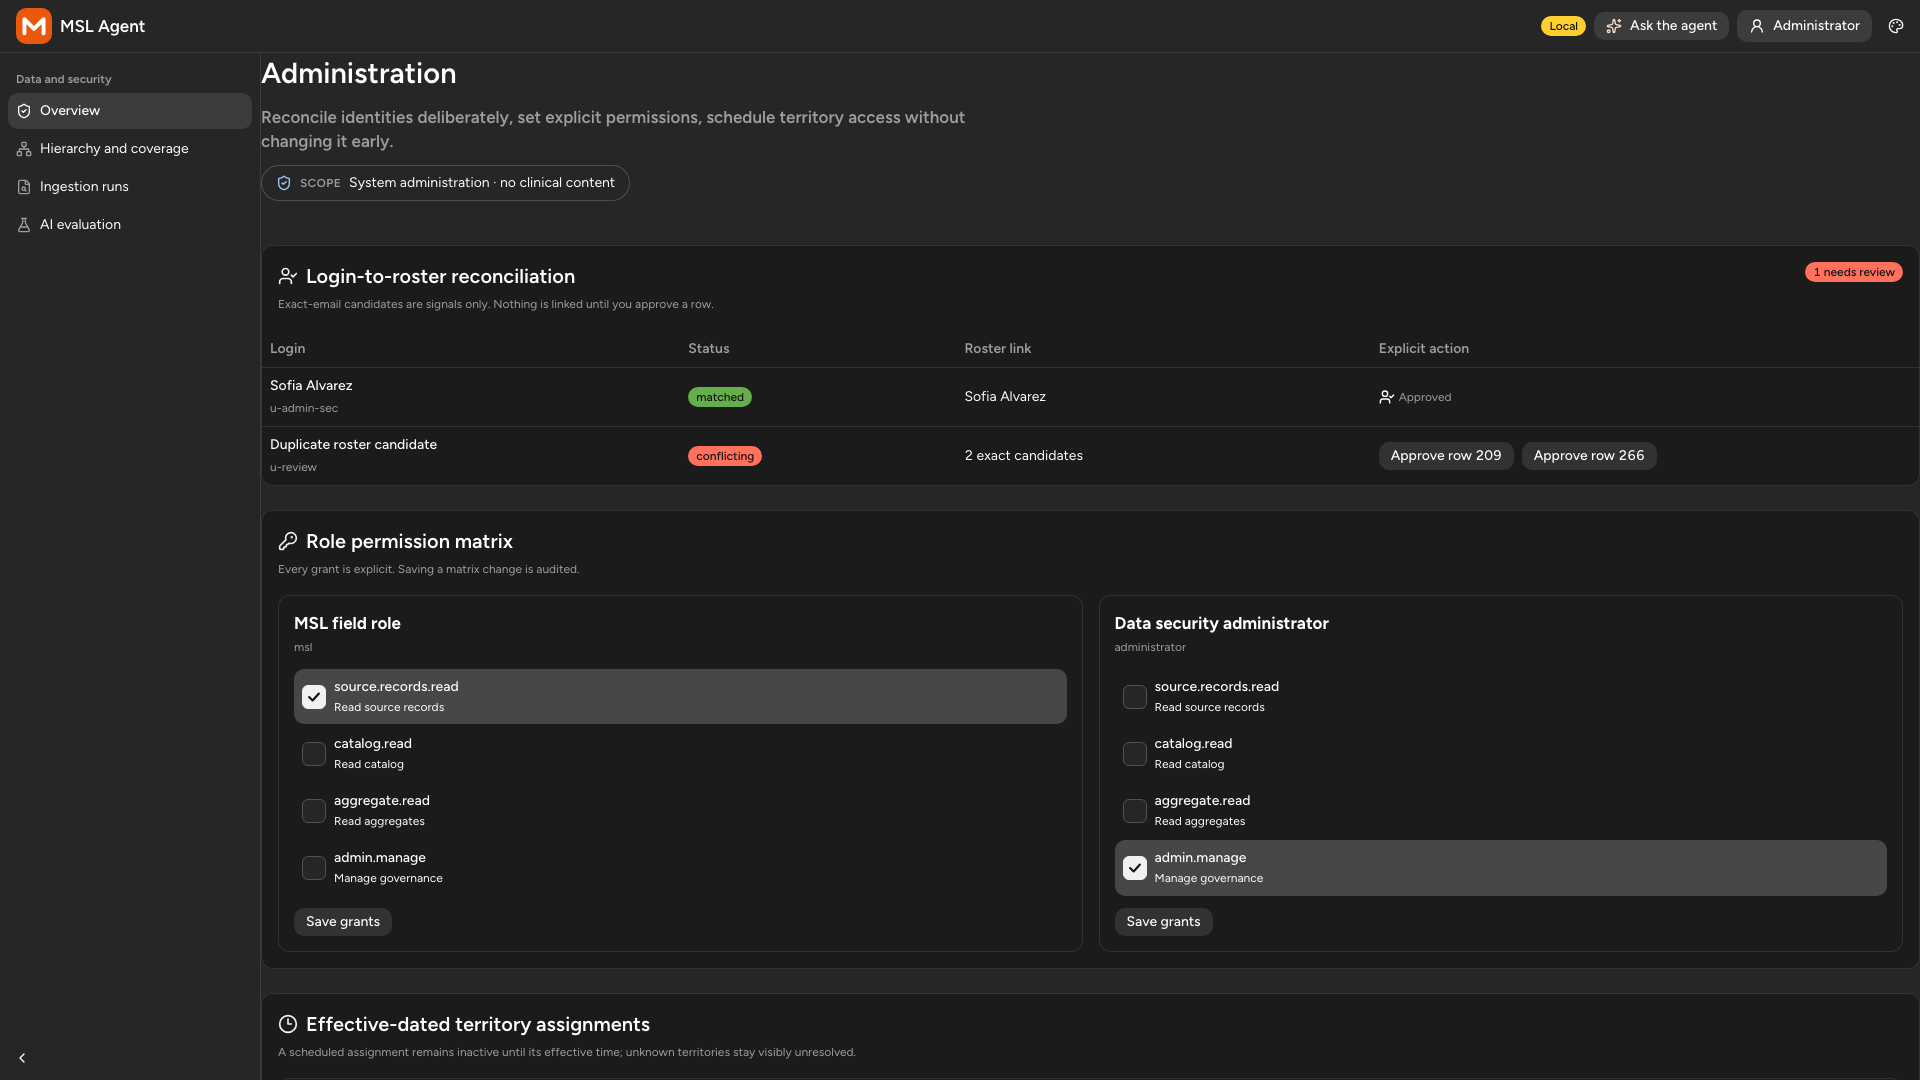 MSL Agent
Local
Ask the agent
Administrator
Data and security
Overview
Hierarchy and coverage
Ingestion runs
AI evaluation
Administration
Reconcile identities deliberately, set explicit permissions, schedule territory access without
changing it early.
SCOPE System administration · no clinical content
Login-to-roster reconciliation
1 needs review
Exact-email candidates are signals only. Nothing is linked until you approve a row.
Login Status Roster link Explicit action
Sofia Alvarez
u-admin-sec
matched
Sofia Alvarez
Approved
Duplicate roster candidate
u-review
conflicting
2 exact candidates
Approve row 209
Approve row 266
Role permission matrix
Every grant is explicit. Saving a matrix change is audited.
MSL field role
msl
source.records.read
Read source records
catalog.read
Read catalog
aggregate.read
Read aggregates
admin.manage
Manage governance
Save grants
Data security administrator
administrator
source.records.read
Read source records
catalog.read
Read catalog
aggregate.read
Read aggregates
admin.manage
Manage governance
Save grants
Effective-dated territory assignments
A scheduled assignment remains inactive until its effective time; unknown territories stay visibly unresolved.